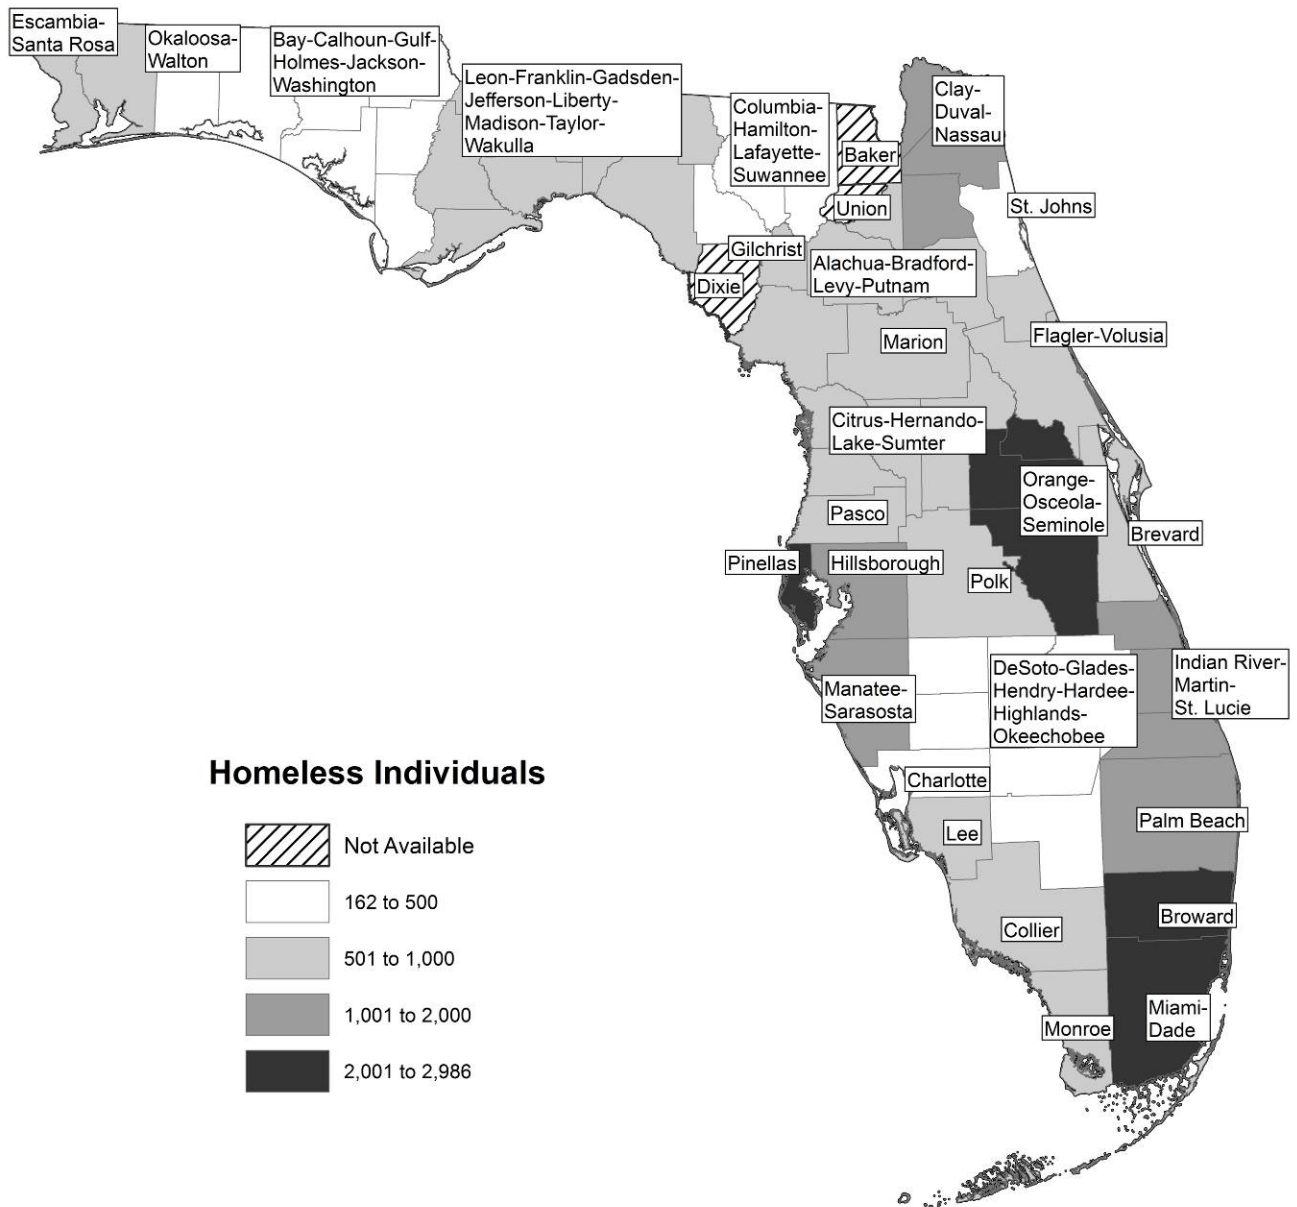 Escambia-
Santa Rosa
Okaloosa-
Walton
Bay-Calhoun-Gulf-
Holmes-Jackson-
Washington
Leon-Franklin-Gadsden-
Jefferson-Liberty-
Madison-Taylor-
Wakulla
Columbia-
Hamilton-
Lafayette-
Suwannee
Baker
Union
Clay-
Duval-
Nassau
St. Johns
Gilchrist
Dixie
Alachua-Bradford-
Levy-Putnam
Marion
Flagler-Volusia
Citrus-Hernando-
Lake-Sumter
Orange-
Osceola-
Seminole
Pasco
Brevard
Pinellas
Hillsborough
Polk
Manatee-
Sarasosta
DeSoto-Glades-
Hendry-Hardee-
Highlands-
Okeechobee
Indian River-
Martin-
St. Lucie
Charlotte
Lee
Palm Beach
Collier
Broward
Monroe
Miami-
Dade
Homeless Individuals
Not Available
162 to 500
501 to 1,000
1,001 to 2,000
2,001 to 2,986